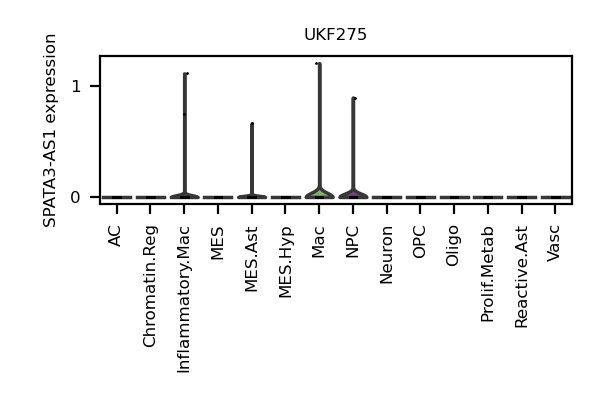 UKF275
SPATA3-AS1 expression
1
0
AC
Chromatin.Reg
Inflammatory.Mac
MES
MES.Ast
MES.Hyp
Mac
NPC
Neuron
OPC
Oligo
Prolif.Metab
Reactive.Ast
Vasc